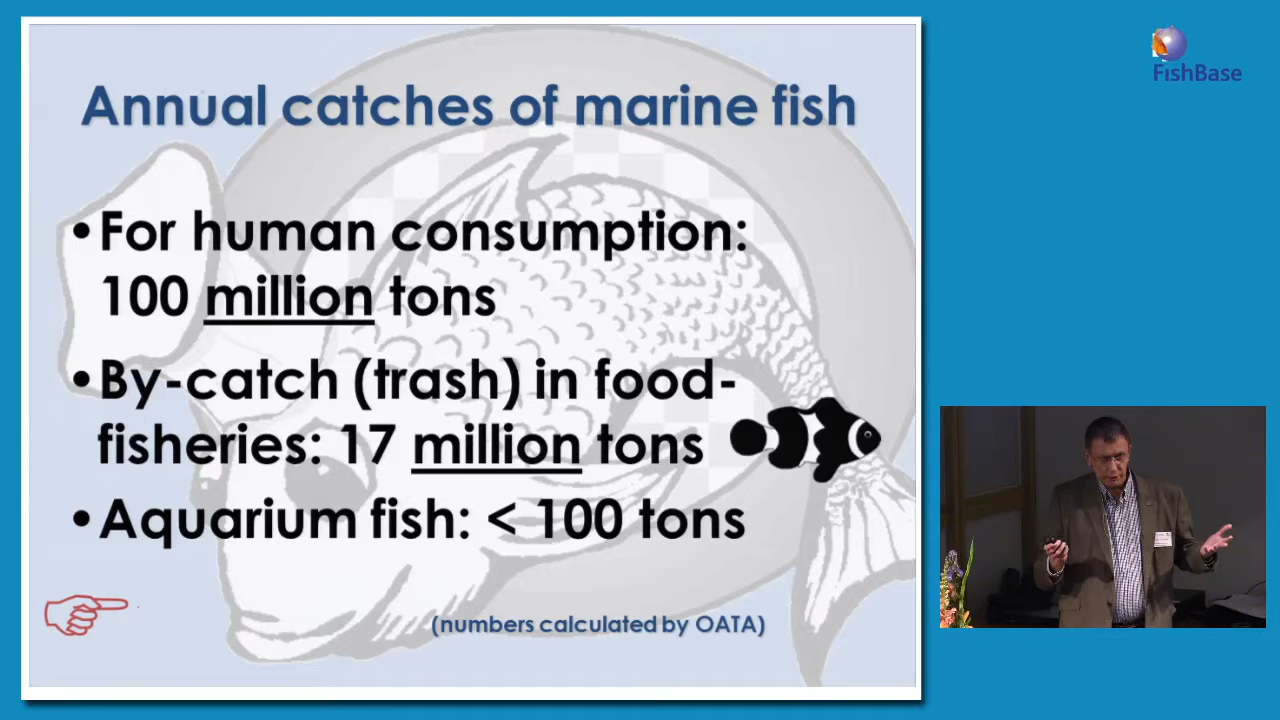 FishBase
Annual catches of marine fish
•For human consumption:
100 million tons
•By-catch (trash) in food-
fisheries: 17 million tons
•Aquarium fish: < 100 tons
(numbers calculated by OATA)